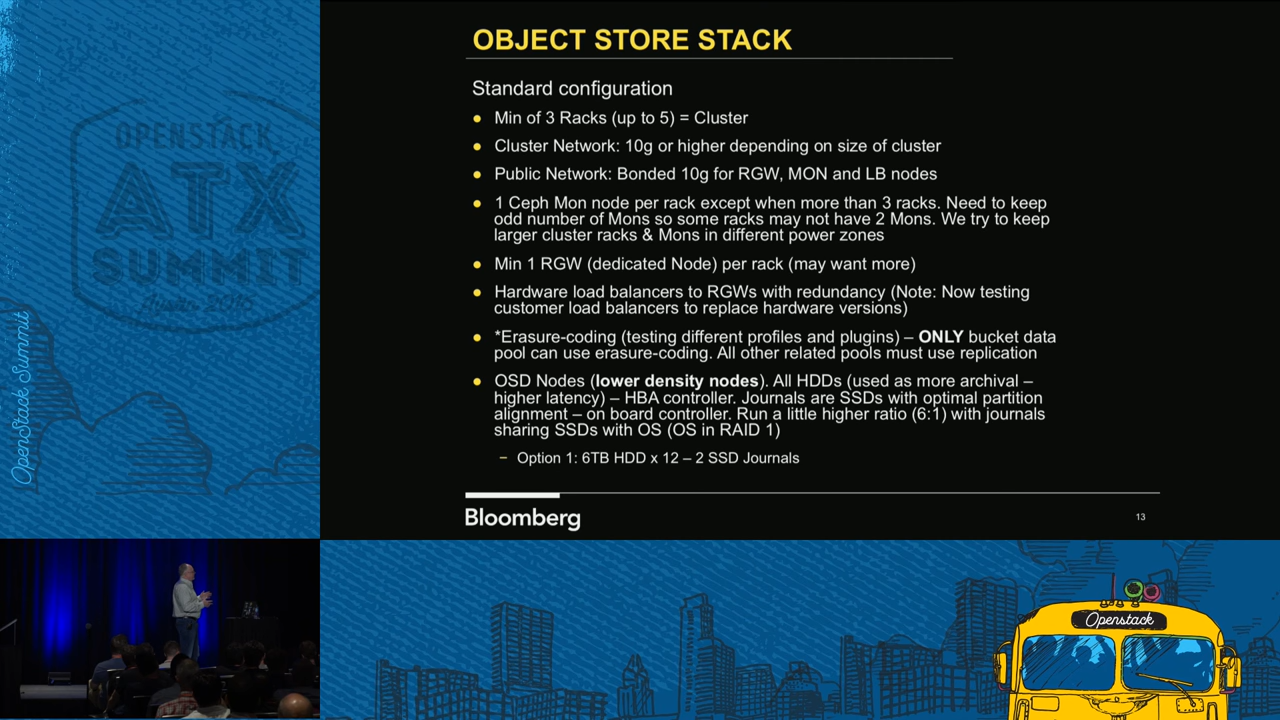 OPENSTACK
ATX
SUMMIT
OpenStack Summit
OBJECT STORE STACK
Standard configuration
● Min of 3 Racks (up to 5) = Cluster
● Cluster Network: 10g or higher depending on size of cluster
● Public Network: Bonded 10g for RGW, MON and LB nodes
● 1 Ceph Mon node per rack except when more than 3 racks. Need to keep
odd number of Mons so some racks may not have 2 Mons. We try to keep
larger cluster racks & Mons in different power zones
● Min 1 RGW (dedicated Node) per rack (may want more)
● Hardware load balancers to RGWs with redundancy (Note: Now testing
customer load balancers to replace hardware versions)
● *Erasure-coding (testing different profiles and plugins) – ONLY bucket data
pool can use erasure-coding. All other related pools must use replication
● OSD Nodes (lower density nodes). All HDDs (used as more archival –
higher latency) – HBA controller. Journals are SSDs with optimal partition
alignment – on board controller. Run a little higher ratio (6:1) with journals
sharing SSDs with OS (OS in RAID 1)
– Option 1: 6TB HDD x 12 – 2 SSD Journals
Bloomberg
13
Openstack